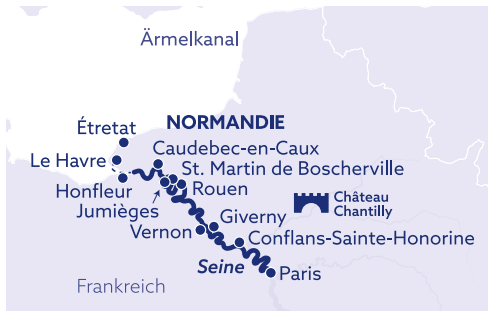 Ärmelkanal
Étretat
NORMANDIE
Caudebec-en-Caux
Le Havre
St. Martin de Boscherville
Honfleur
Rouen
Jumièges
Château
Chantilly
Giverny
Vernon
Conflans-Sainte-Honorine
Seine
Paris
Frankreich